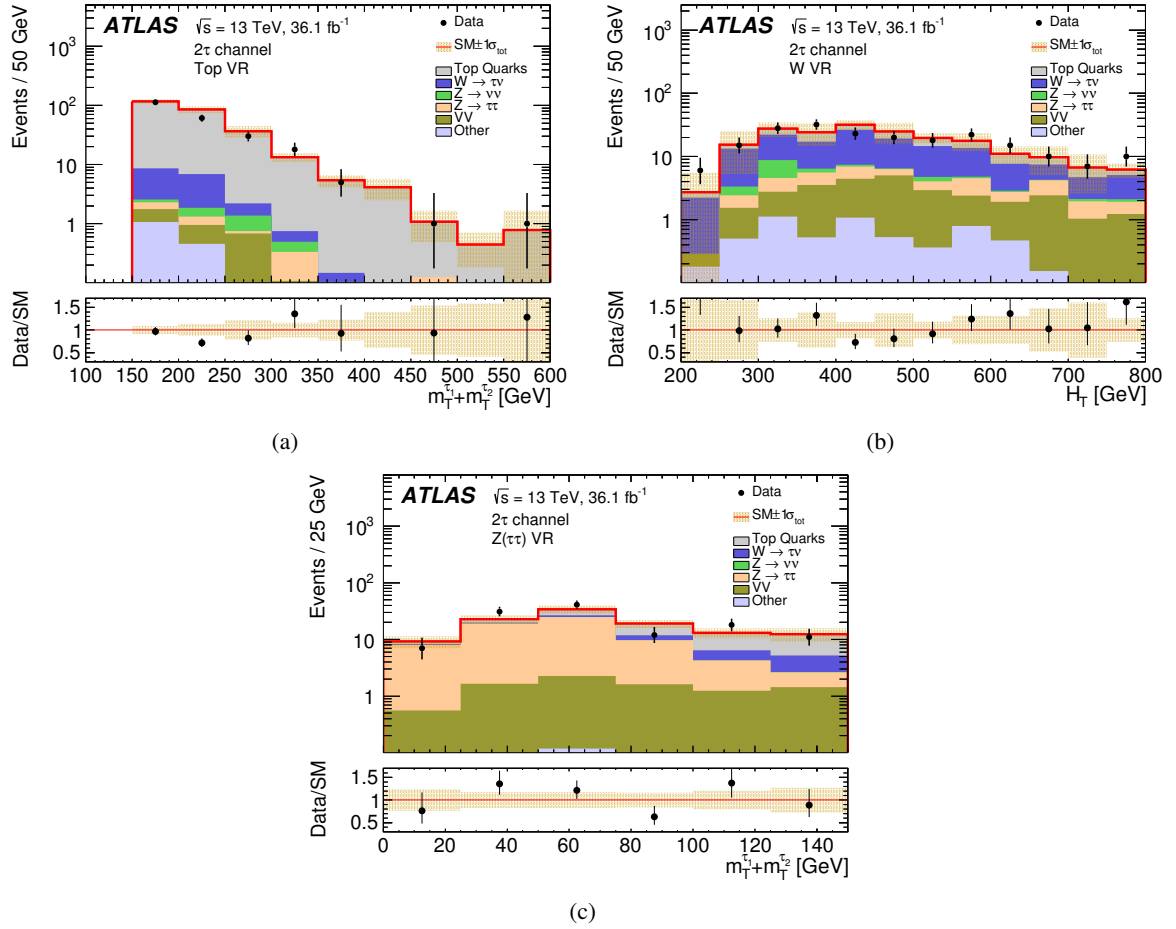 ATLAS √s = 13 TeV, 36.1 fb⁻¹
2τ channel
Top VR
Data
SM±1σ_tot
Top Quarks
W → τν
Z → νν
Z → ττ
VV
Other
Events / 50 GeV
10³
10²
10
1
Data/SM
1.5
1
0.5
100 150 200 250 300 350 400 450 500 550 600
m_T^τ₁+m_T^τ₂ [GeV]
(a)
ATLAS √s = 13 TeV, 36.1 fb⁻¹
2τ channel
W VR
Data
SM±1σ_tot
Top Quarks
W → τν
Z → νν
Z → ττ
VV
Other
Events / 50 GeV
10³
10²
10
1
Data/SM
1.5
1
0.5
200 300 400 500 600 700 800
H_T [GeV]
(b)
ATLAS √s = 13 TeV, 36.1 fb⁻¹
2τ channel
Z(ττ) VR
Data
SM±1σ_tot
Top Quarks
W → τν
Z → νν
Z → ττ
VV
Other
Events / 25 GeV
10³
10²
10
1
Data/SM
1.5
1
0.5
0 20 40 60 80 100 120 140
m_T^τ₁+m_T^τ₂ [GeV]
(c)